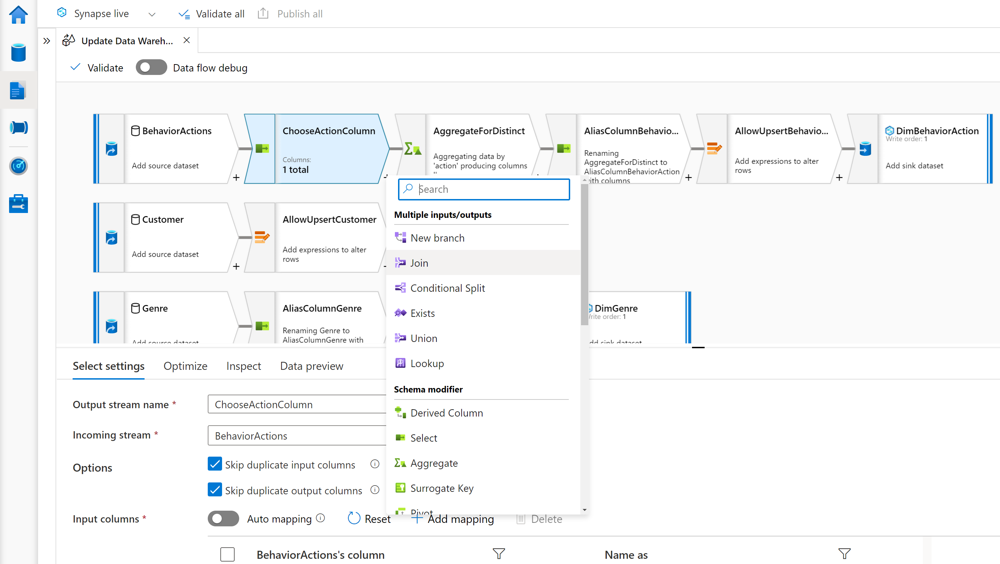 Synapse live
Validate all
Publish all
Update Data Wareh...
Validate
Data flow debug
BehaviorActions
Add source dataset
ChooseActionColumn
Columns:
1 total
AggregateForDistinct
Aggregating data by
'action' producing columns
AliasColumnBehavio...
Renaming
AggregateForDistinct to
AliasColumnBehaviorAction
with columns
AllowUpsertBehavio...
Add expressions to alter
rows
DimBehaviorAction
Write order: 1
Add sink dataset
Customer
Add source dataset
AllowUpsertCustomer
Add expressions to alter
rows
Genre
Add source dataset
AliasColumnGenre
Renaming Genre to
AliasColumnGenre with
DimGenre
Write order: 1
Add sink dataset
Search
Multiple inputs/outputs
New branch
Join
Conditional Split
Exists
Union
Lookup
Schema modifier
Derived Column
Select
Aggregate
Surrogate Key
Pivot
Select settings
Optimize
Inspect
Data preview
Output stream name *
ChooseActionColumn
Incoming stream *
BehaviorActions
Options
Skip duplicate input columns
Skip duplicate output columns
Input columns *
Auto mapping
Reset
Add mapping
Delete
BehaviorActions's column
Name as